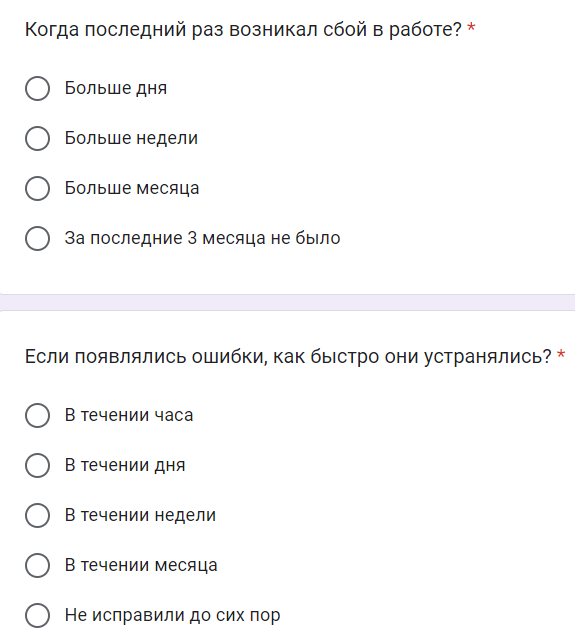 Когда последний раз возникал сбой в работе? *
Больше дня
Больше недели
Больше месяца
За последние 3 месяца не было
Если появлялись ошибки, как быстро они устранялись? *
В течении часа
В течении дня
В течении недели
В течении месяца
Не исправили до сих пор